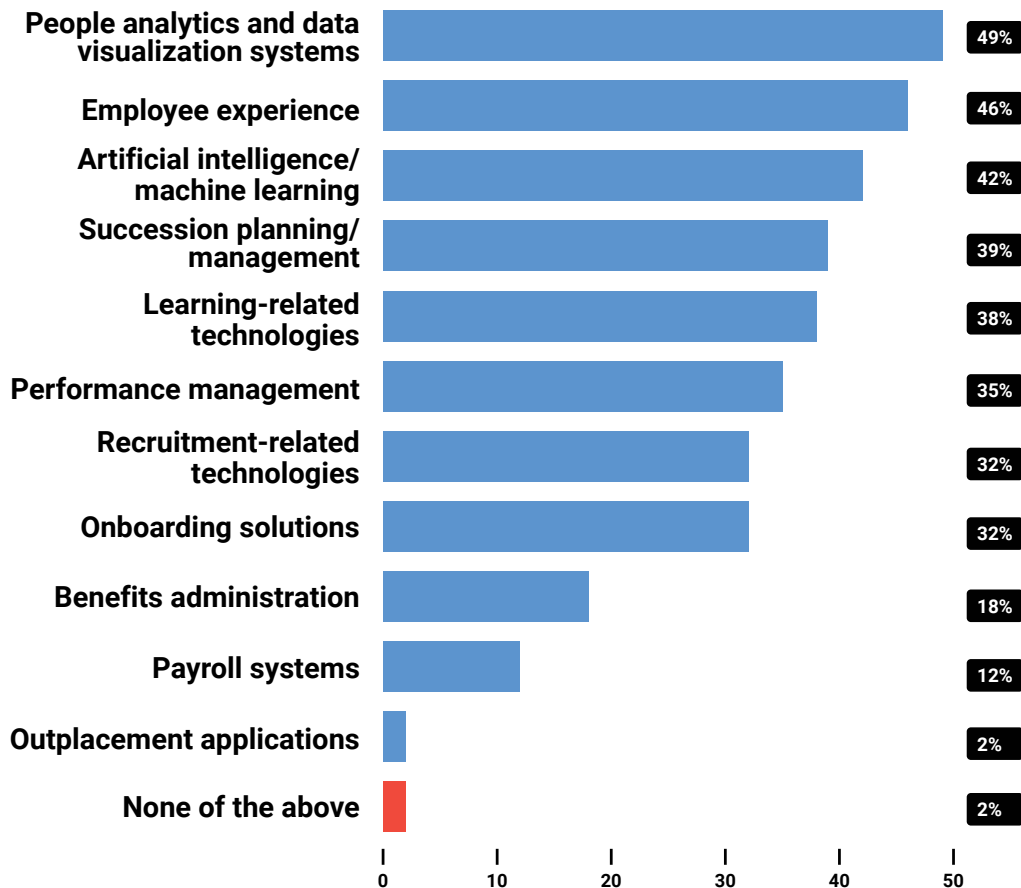 People analytics and data
visualization systems
49%
Employee experience
46%
Artificial intelligence/
machine learning
42%
Succession planning/
management
39%
Learning-related
technologies
38%
Performance management
35%
Recruitment-related
technologies
32%
Onboarding solutions
32%
Benefits administration
18%
Payroll systems
12%
Outplacement applications
2%
None of the above
2%
0 10 20 30 40 50